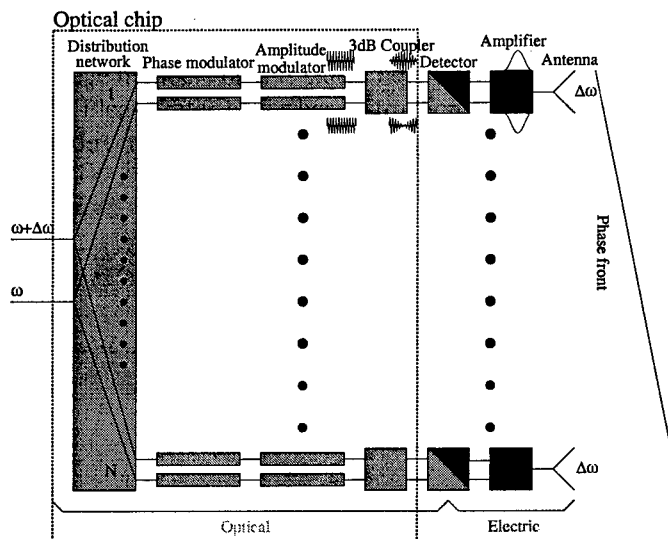 Optical chip
Distribution
network
Phase modulator
Amplitude
modulator
3dB Coupler
Detector
Amplifier
Antenna
1
Δω
ω+Δω
ω
Phase front
N
Δω
Optical
Electric